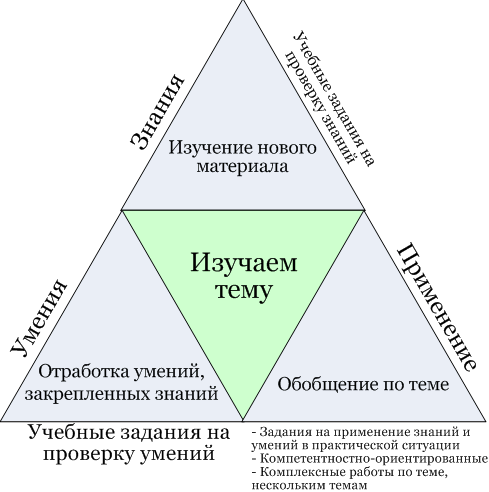 Знания
Учебные задания на
проверку знаний
Изучение нового
материала
Изучаем
тему
Умения
Применение
Отработка умений,
закрепленных знаний
Обобщение по теме
Учебные задания на
проверку умений
- Задания на применение знаний и
умений в практической ситуации
- Компетентностно-ориентированные
- Комплексные работы по теме,
нескольким темам